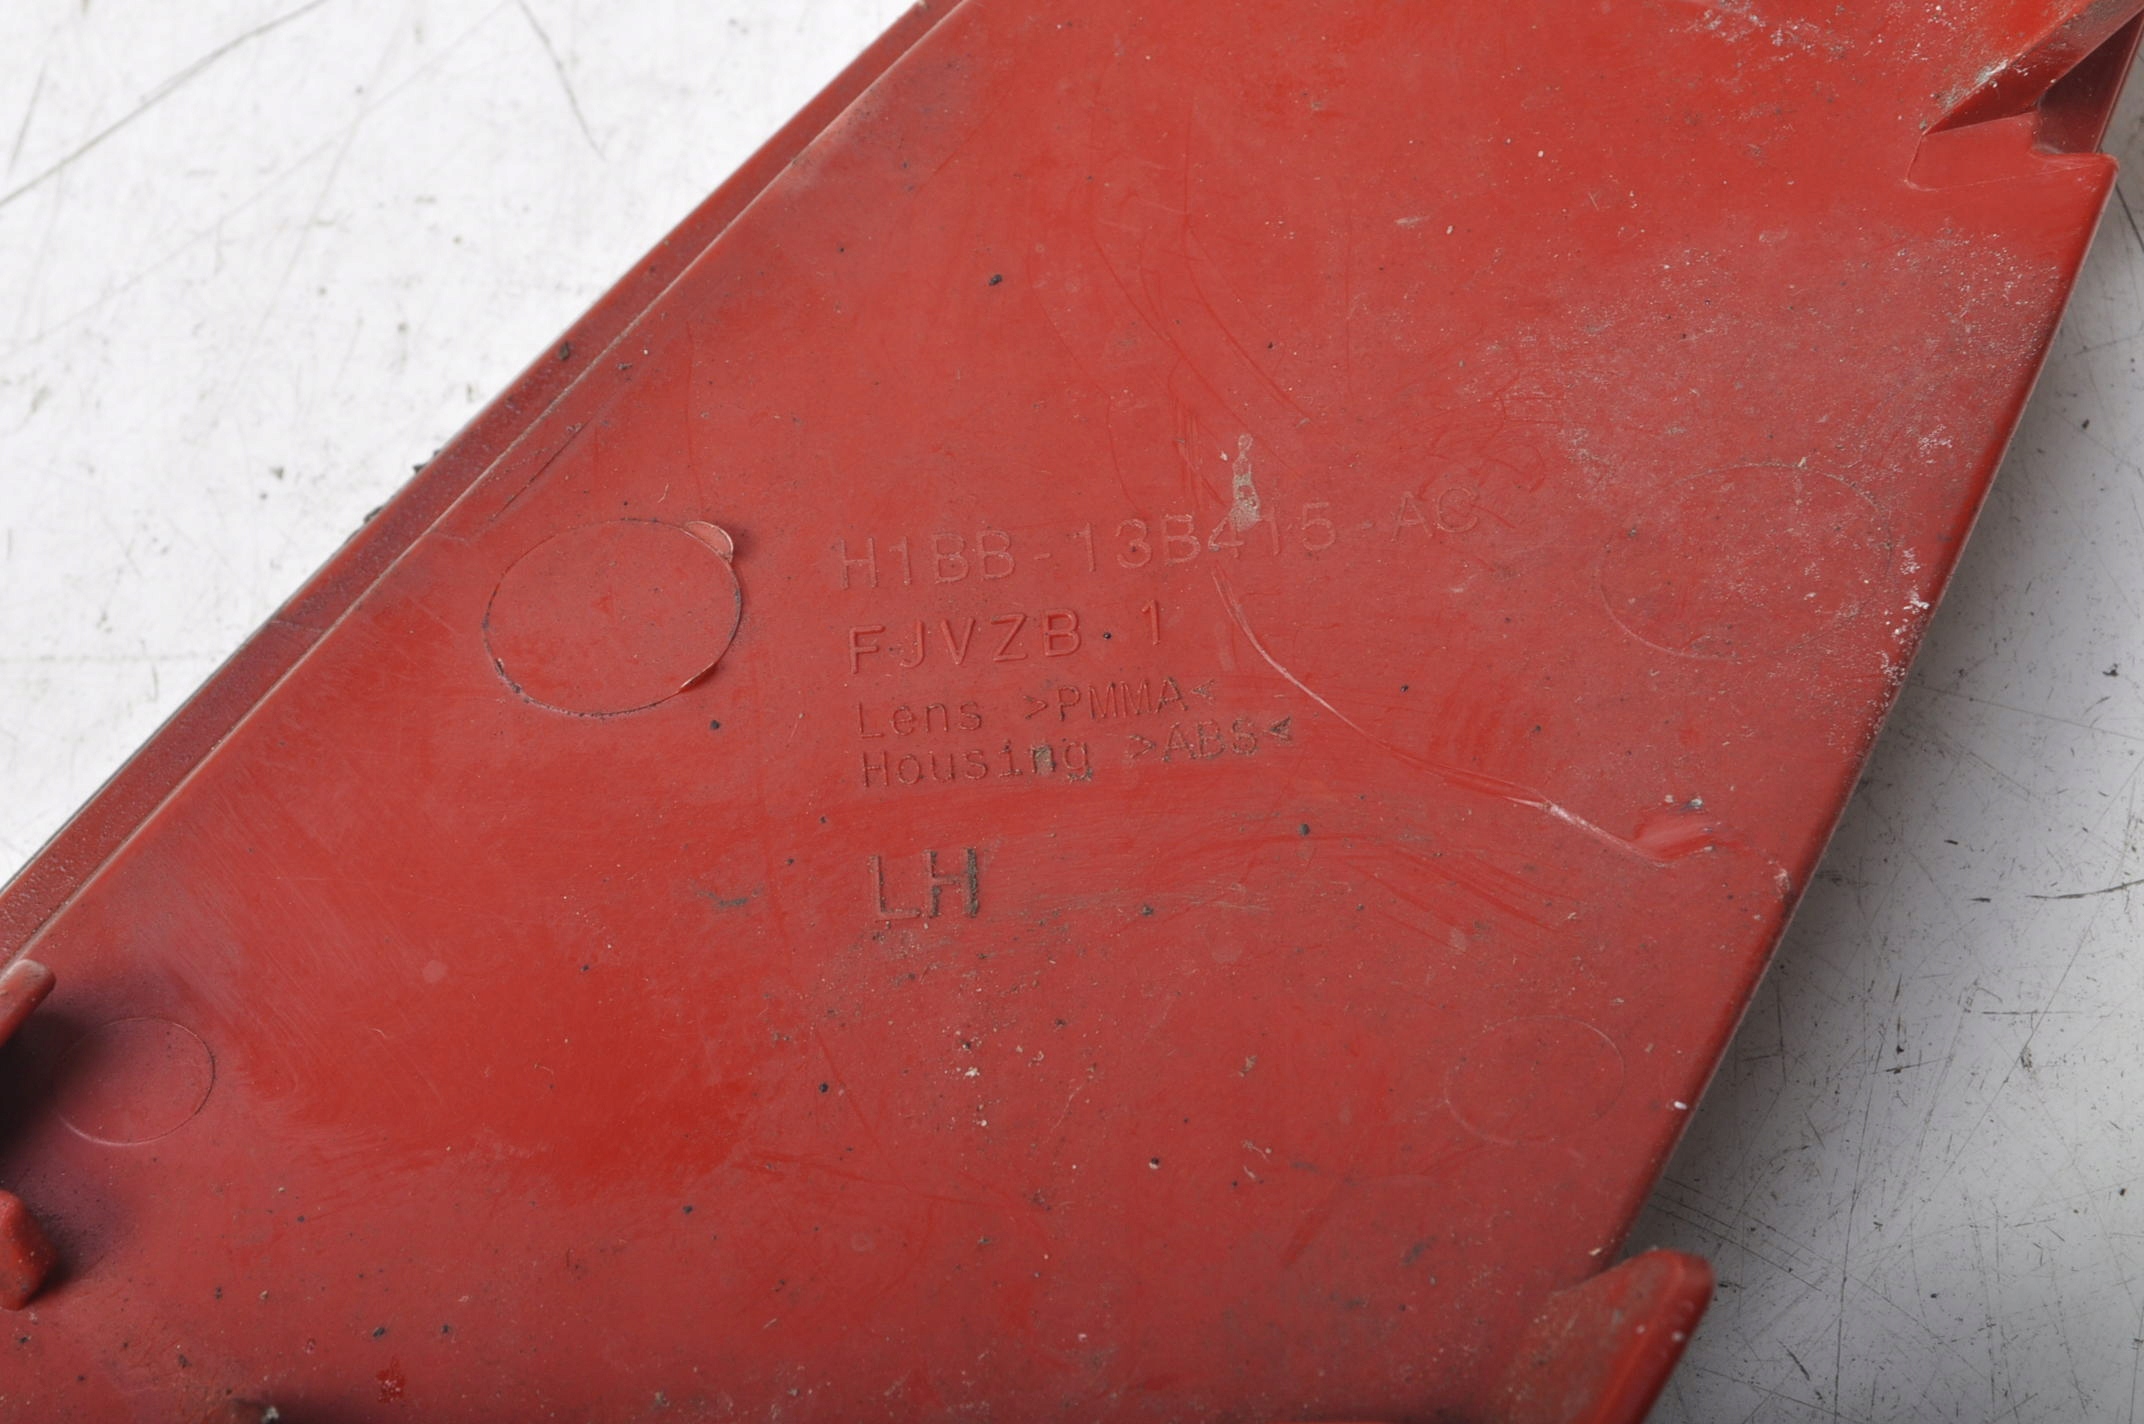 H1BB-13B415-AC
FJVZB.1
Lens >PMMA<
Housing >ABS<
LH